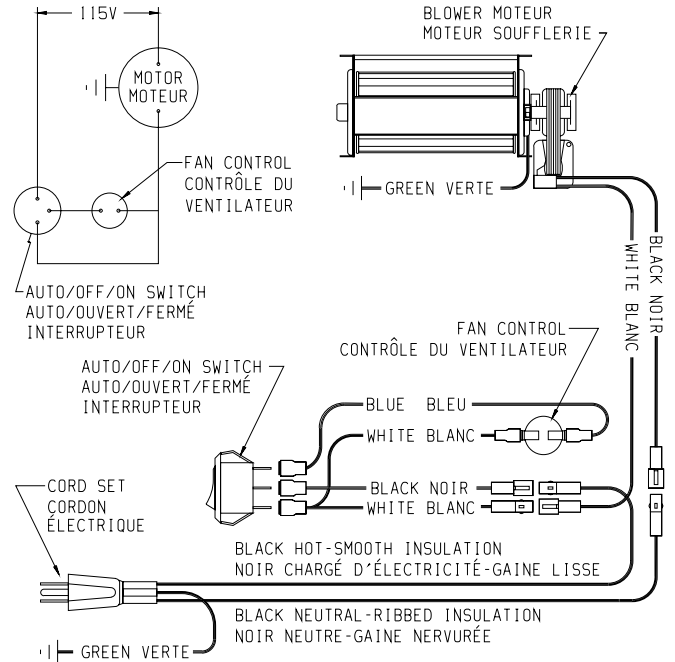 115V
MOTOR
MOTEUR
FAN CONTROL
CONTRÔLE DU
VENTILATEUR
AUTO/OFF/ON SWITCH
AUTO/OUVERT/FERMÉ
INTERRUPTEUR
BLOWER MOTEUR
MOTEUR SOUFFLERIE
GREEN VERTE
WHITE BLANC
BLACK NOIR
FAN CONTROL
CONTRÔLE DU VENTILATEUR
AUTO/OFF/ON SWITCH
AUTO/OUVERT/FERMÉ
INTERRUPTEUR
BLUE BLEU
WHITE BLANC
BLACK NOIR
WHITE BLANC
CORD SET
CORDON
ÉLECTRIQUE
BLACK HOT-SMOOTH INSULATION
NOIR CHARGÉ D'ÉLECTRICITÉ-GAINE LISSE
BLACK NEUTRAL-RIBBED INSULATION
NOIR NEUTRE-GAINE NERVURÉE
GREEN VERTE